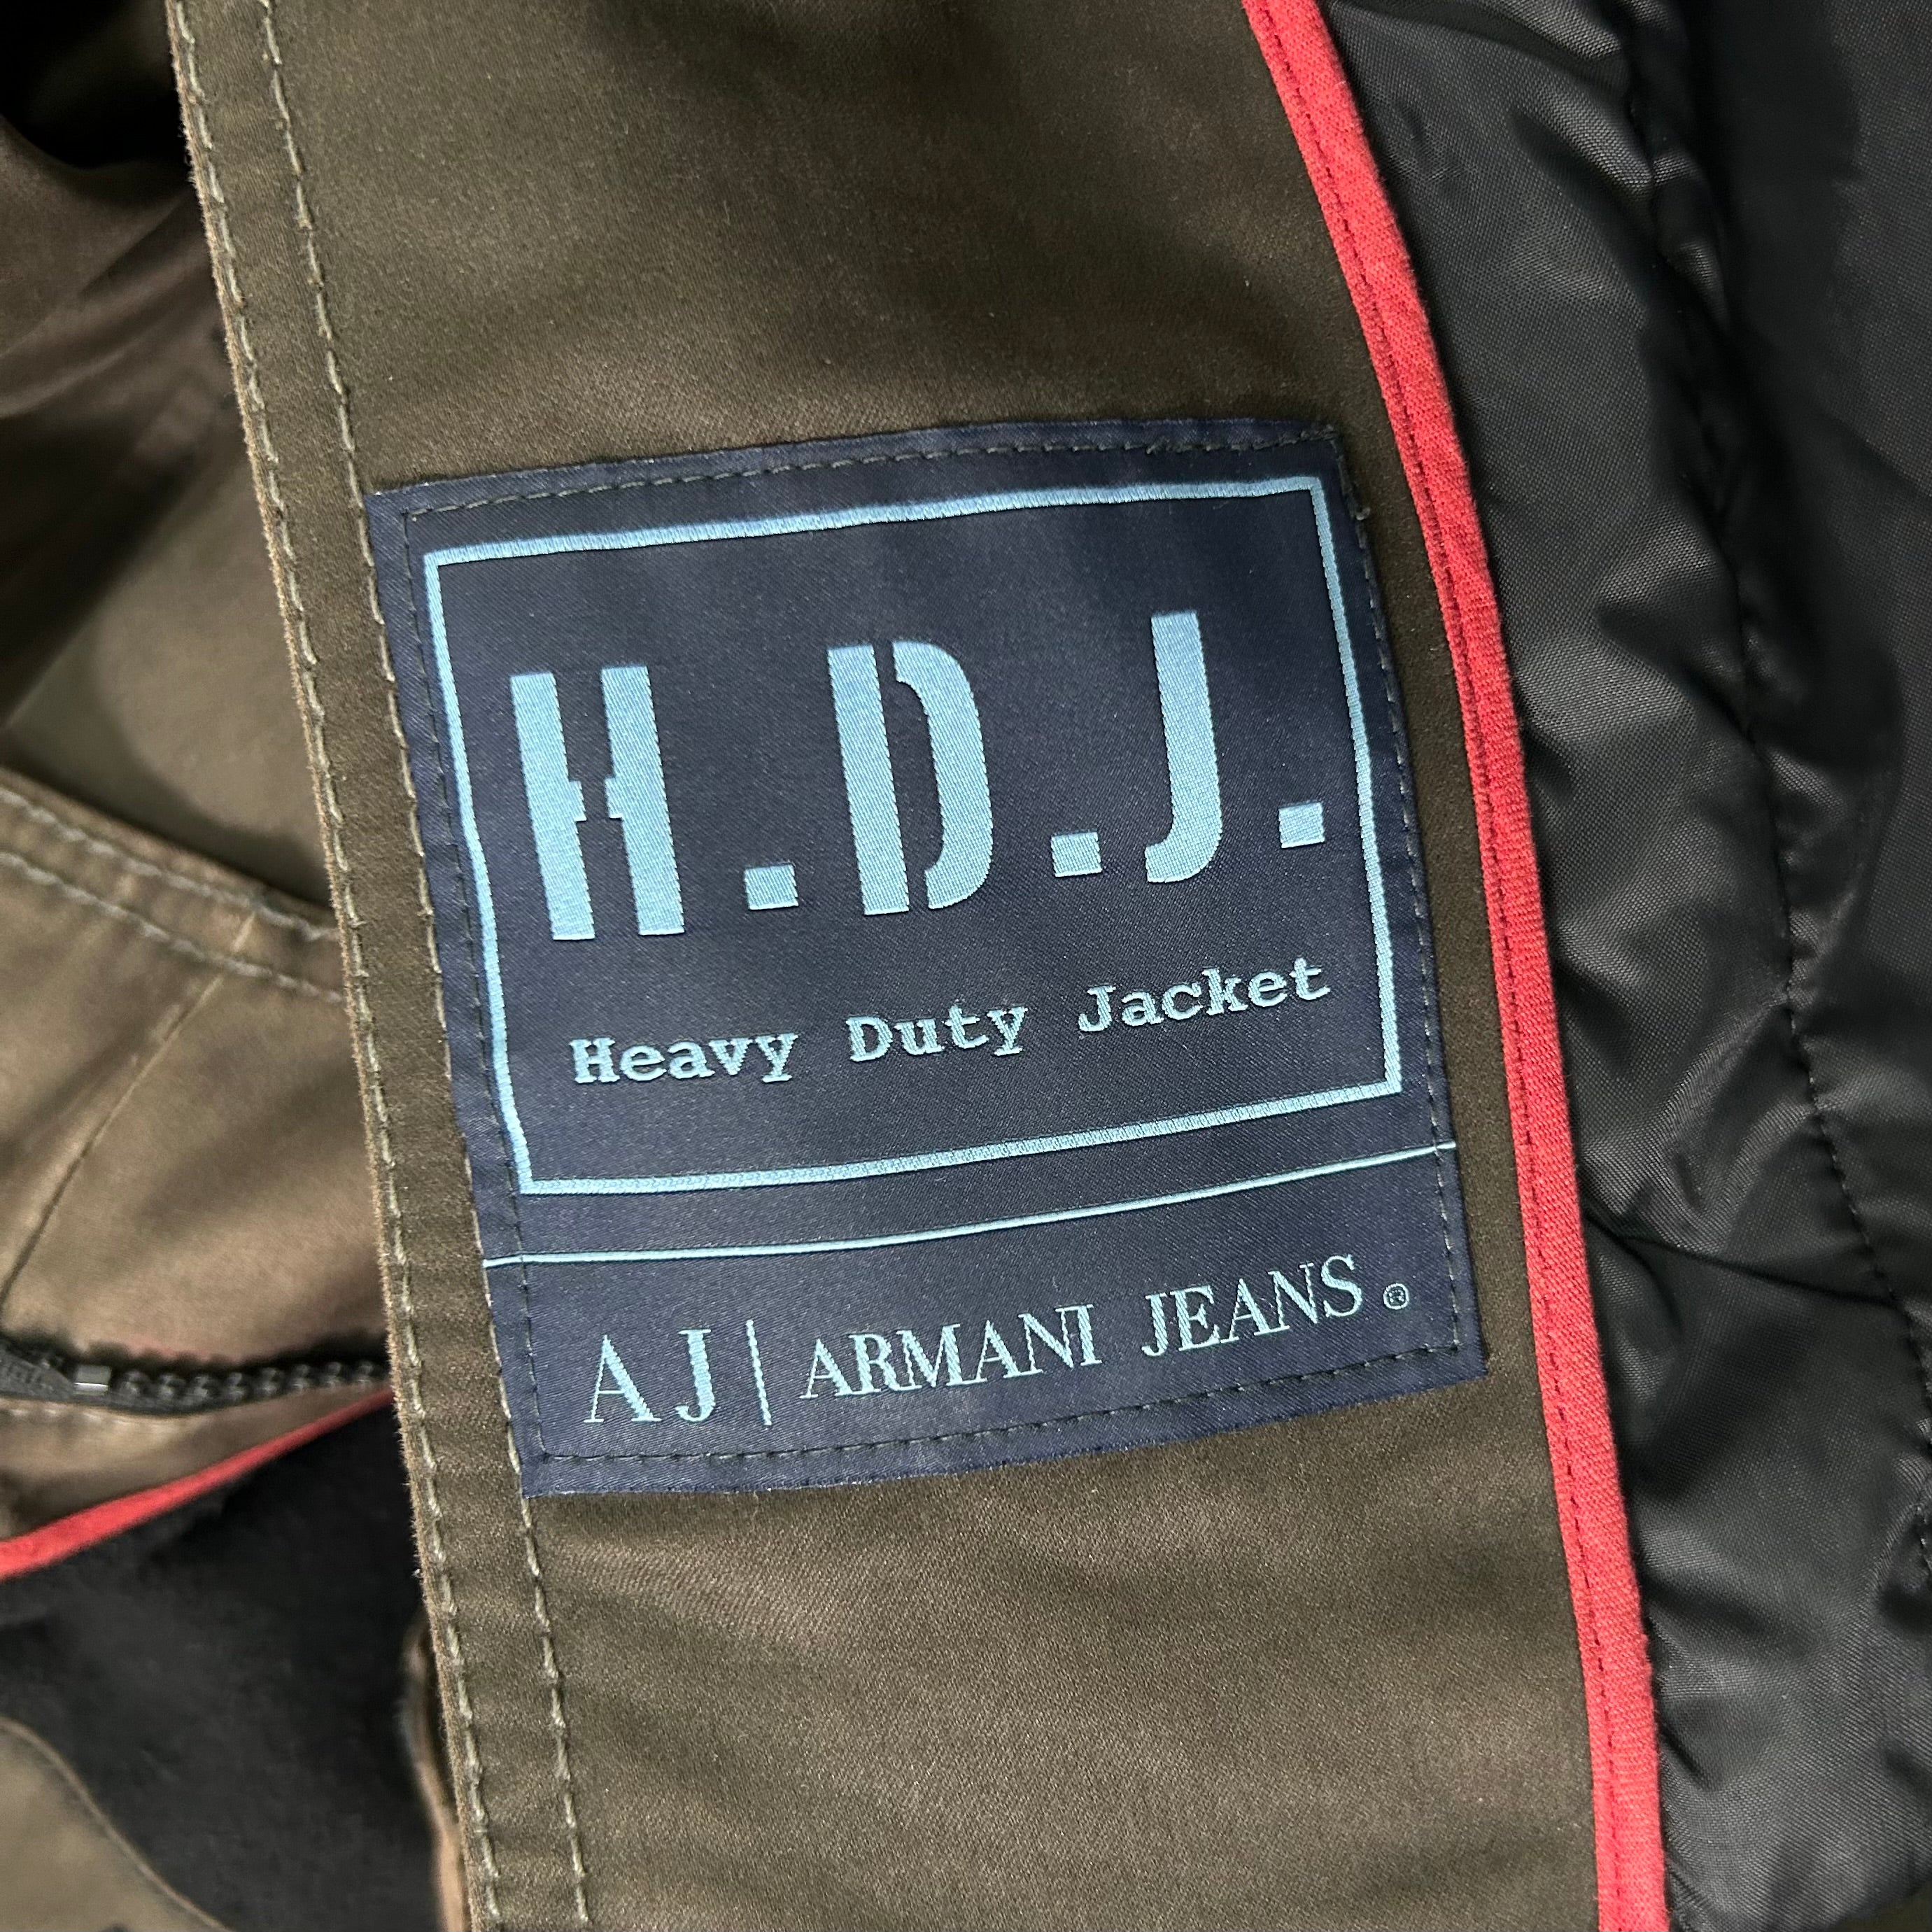 H.D.J.
Heavy Duty Jacket
AJ | ARMANI JEANS ®